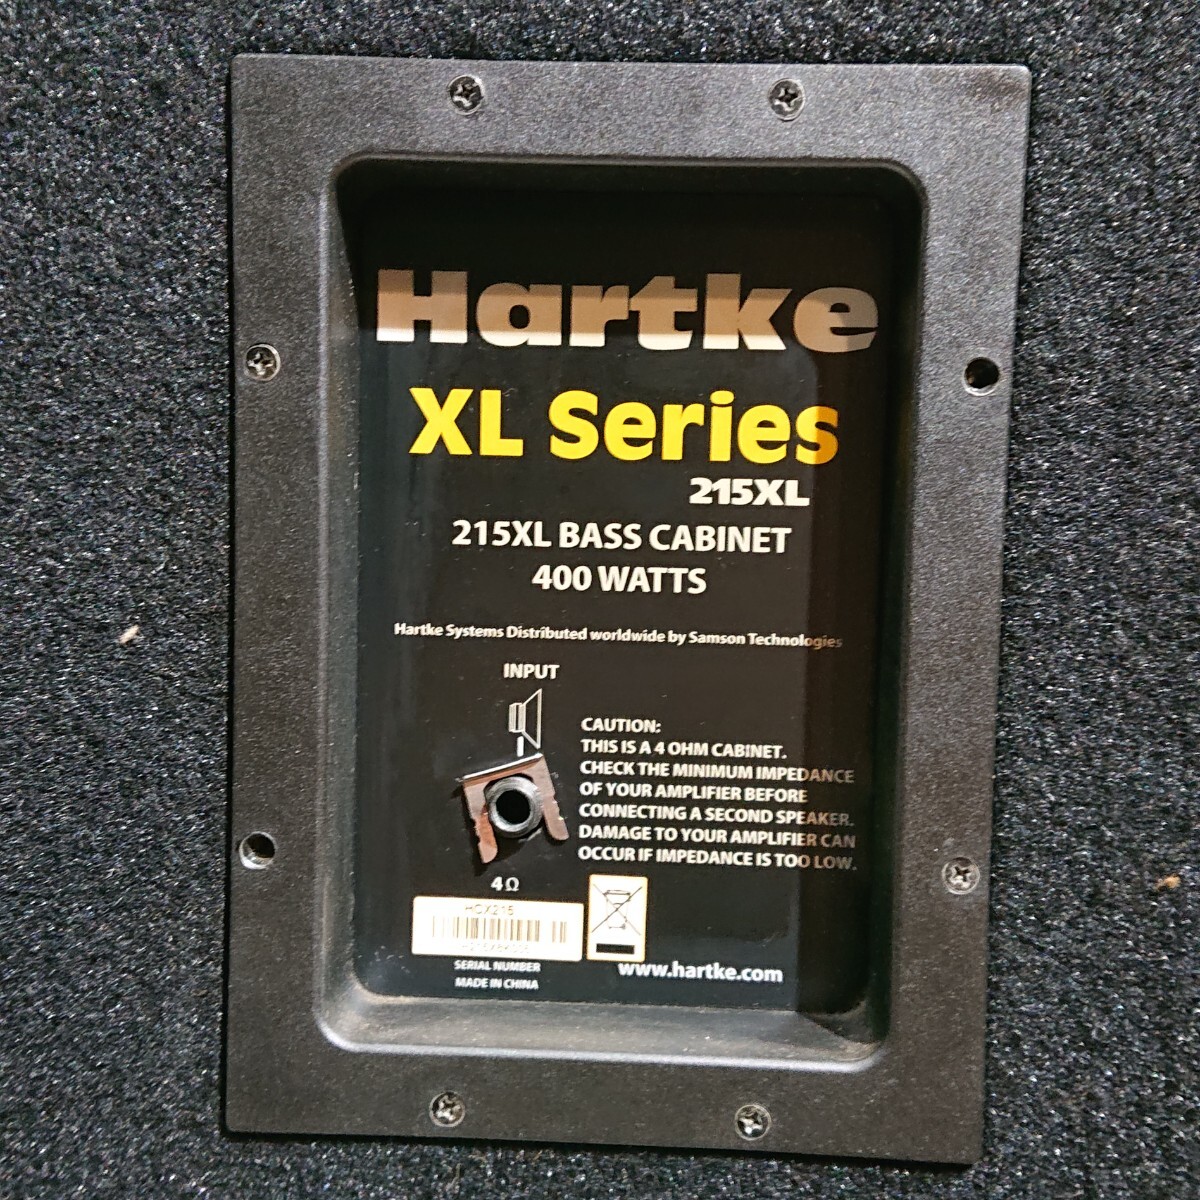 Hartke
XL Series
215XL
215XL BASS CABINET
400 WATTS
Hartke Systems Distributed worldwide by Samson Technologies
INPUT
CAUTION:
THIS IS A 4 OHM CABINET.
CHECK THE MINIMUM IMPEDANCE
OF YOUR AMPLIFIER BEFORE
CONNECTING A SECOND SPEAKER.
DAMAGE TO YOUR AMPLIFIER CAN
OCCUR IF IMPEDANCE IS TOO LOW.
4Ω
HCX215
SERIAL NUMBER
MADE IN CHINA
www.hartke.com